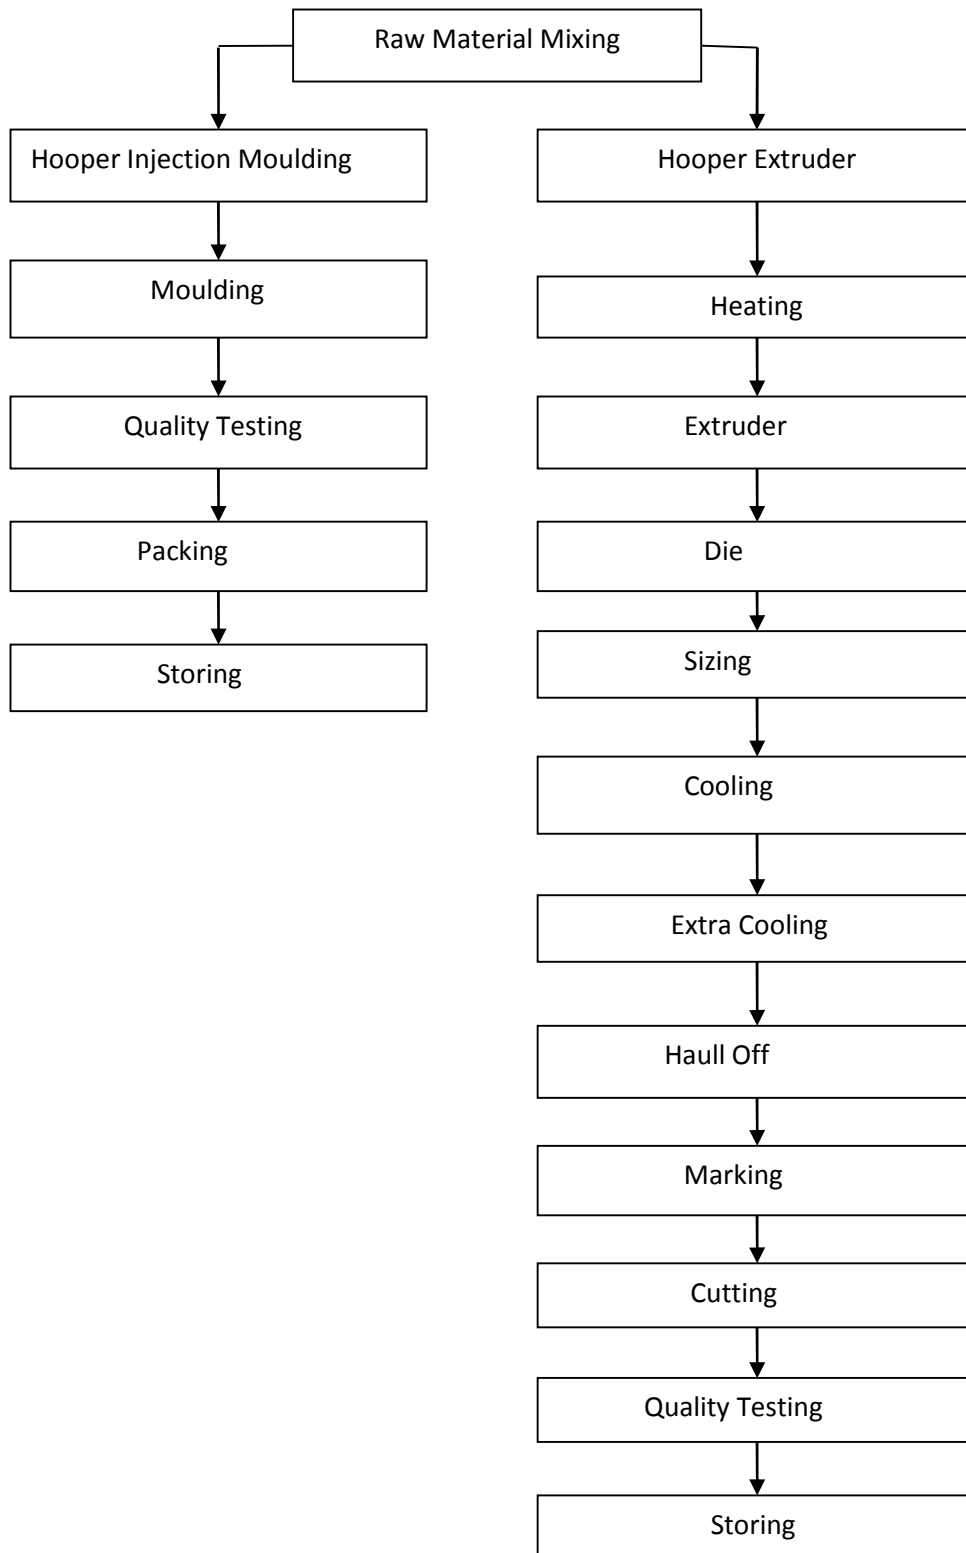 Raw Material Mixing
Hooper Injection Moulding
Moulding
Quality Testing
Packing
Storing
Hooper Extruder
Heating
Extruder
Die
Sizing
Cooling
Extra Cooling
Haull Off
Marking
Cutting
Quality Testing
Storing